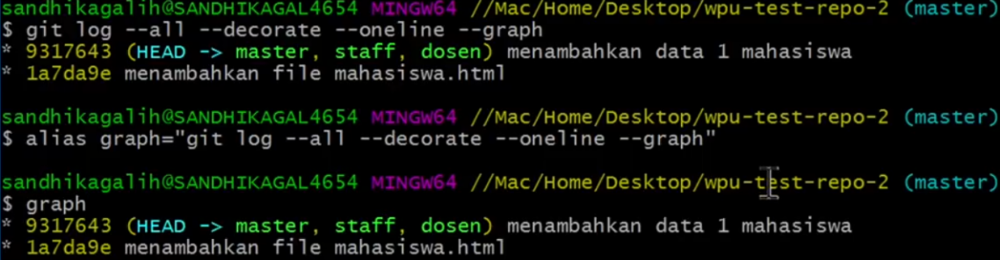 sandhikagalih@SANDHIKAGAL4654 MINGW64 //Mac/Home/Desktop/wpu-test-repo-2 (master)
$ git log --all --decorate --oneline --graph
* 9317643 (HEAD -> master, staff, dosen) menambahkan data 1 mahasiswa
* 1a7da9e menambahkan file mahasiswa.html
sandhikagalih@SANDHIKAGAL4654 MINGW64 //Mac/Home/Desktop/wpu-test-repo-2 (master)
$ alias graph="git log --all --decorate --oneline --graph"
sandhikagalih@SANDHIKAGAL4654 MINGW64 //Mac/Home/Desktop/wpu-test-repo-2 (master)
$ graph
* 9317643 (HEAD -> master, staff, dosen) menambahkan data 1 mahasiswa
* 1a7da9e menambahkan file mahasiswa.html